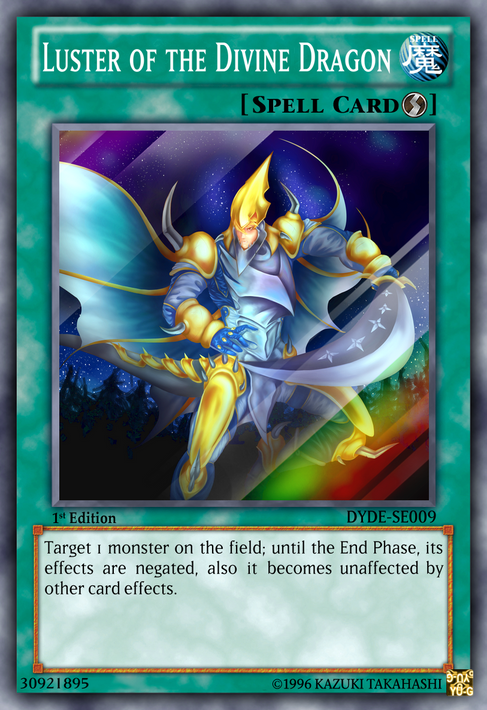 LUSTER OF THE DIVINE DRAGON
SPELL
魔
[SPELL CARD]
1st Edition
DYDE-SE009
Target 1 monster on the field; until the End Phase, its
effects are negated, also it becomes unaffected by
other card effects.
30921895
©1996 KAZUKI TAKAHASHI